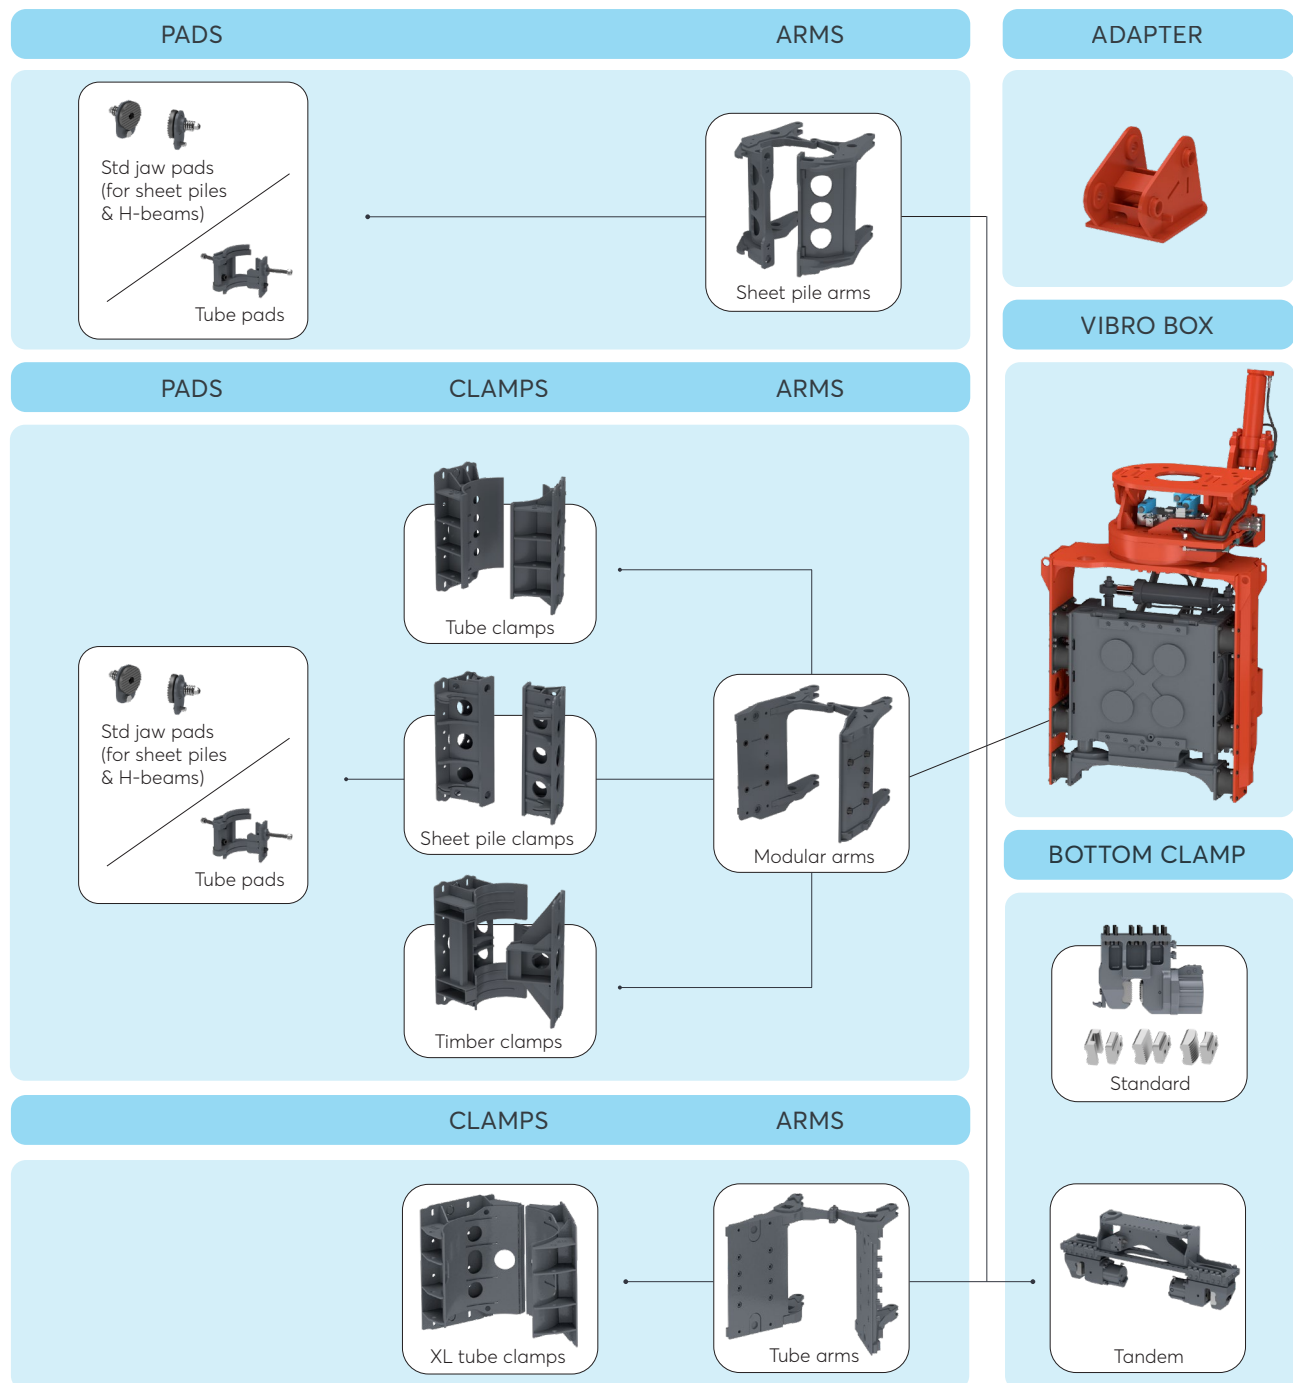 PADS
ARMS
ADAPTER
Std jaw pads
(for sheet piles
& H-beams)
Tube pads
Sheet pile arms
VIBRO BOX
PADS
CLAMPS
ARMS
Tube clamps
Std jaw pads
(for sheet piles
& H-beams)
Tube pads
Sheet pile clamps
Modular arms
BOTTOM CLAMP
Timber clamps
Standard
CLAMPS
ARMS
XL tube clamps
Tube arms
Tandem